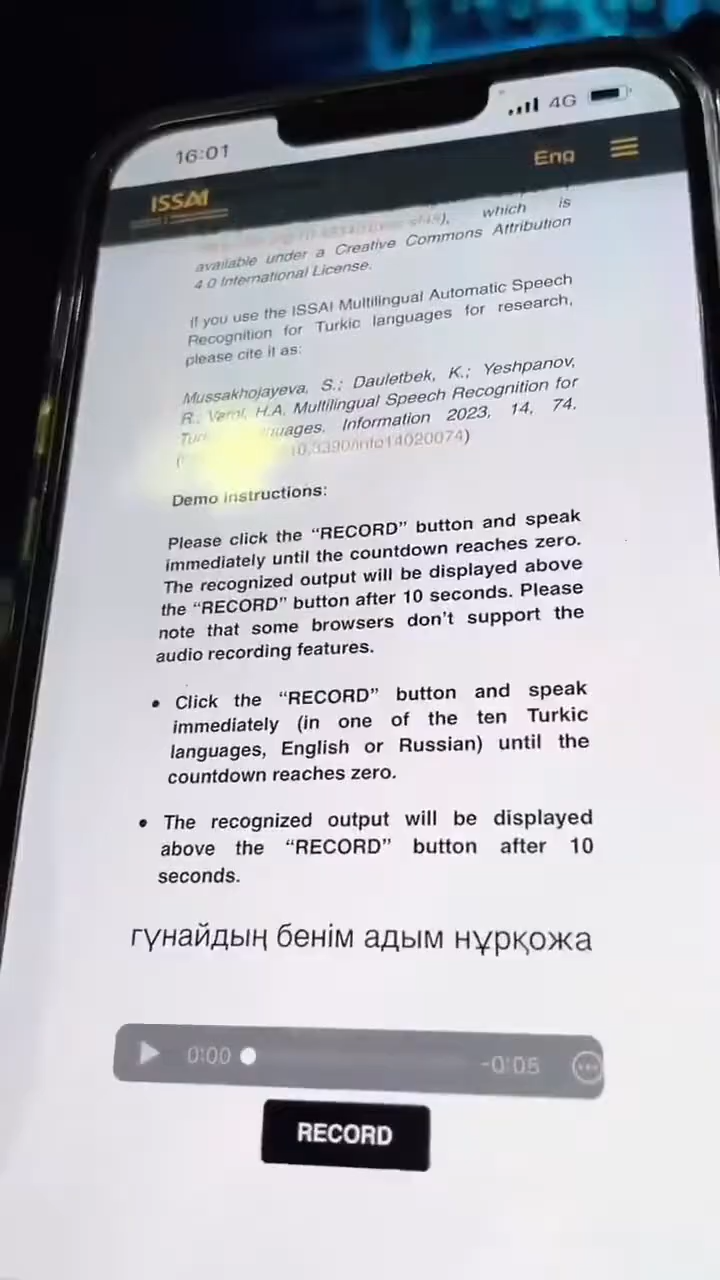 16:01
4G
ISSAI
Eng
which is
available under a Creative Commons Attribution
4.0 International License.
If you use the ISSAI Multilingual Automatic Speech
Recognition for Turkic languages for research,
please cite it as:
Mussakhojayeva, S.; Dauletbek, K.; Yeshpanov,
R.; Varol, H.A. Multilingual Speech Recognition for
Information 2023, 14, 74.
10.3390/info14020074)
Demo instructions:
Please click the “RECORD” button and speak
immediately until the countdown reaches zero.
The recognized output will be displayed above
the “RECORD” button after 10 seconds. Please
note that some browsers don’t support the
audio recording features.
• Click the “RECORD” button and speak
immediately (in one of the ten Turkic
languages, English or Russian) until the
countdown reaches zero.
• The recognized output will be displayed
above the “RECORD” button after 10
seconds.
гүнайдың бенім адым нұрқожа
0:00 -0:05
RECORD